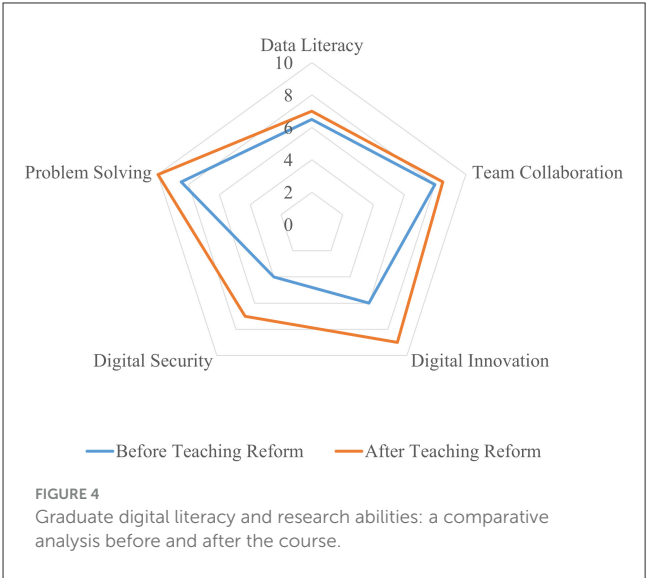 Data Literacy
10
8
6
4
2
0
Problem Solving
Team Collaboration
Digital Security
Digital Innovation
Before Teaching Reform
After Teaching Reform
FIGURE 4
Graduate digital literacy and research abilities: a comparative
analysis before and after the course.